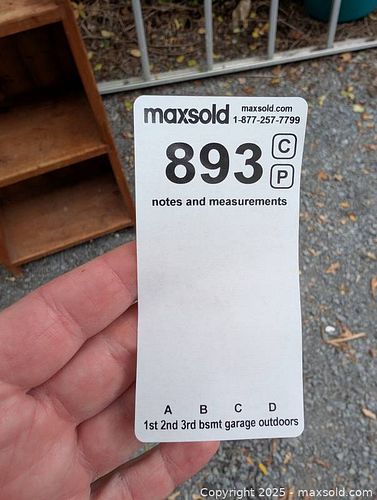 maxsold maxsold.com
1-877-257-7799
893 C
P
notes and measurements
A B C D
1st 2nd 3rd bsmt garage outdoors
Copyright © 2025 - maxsold.com